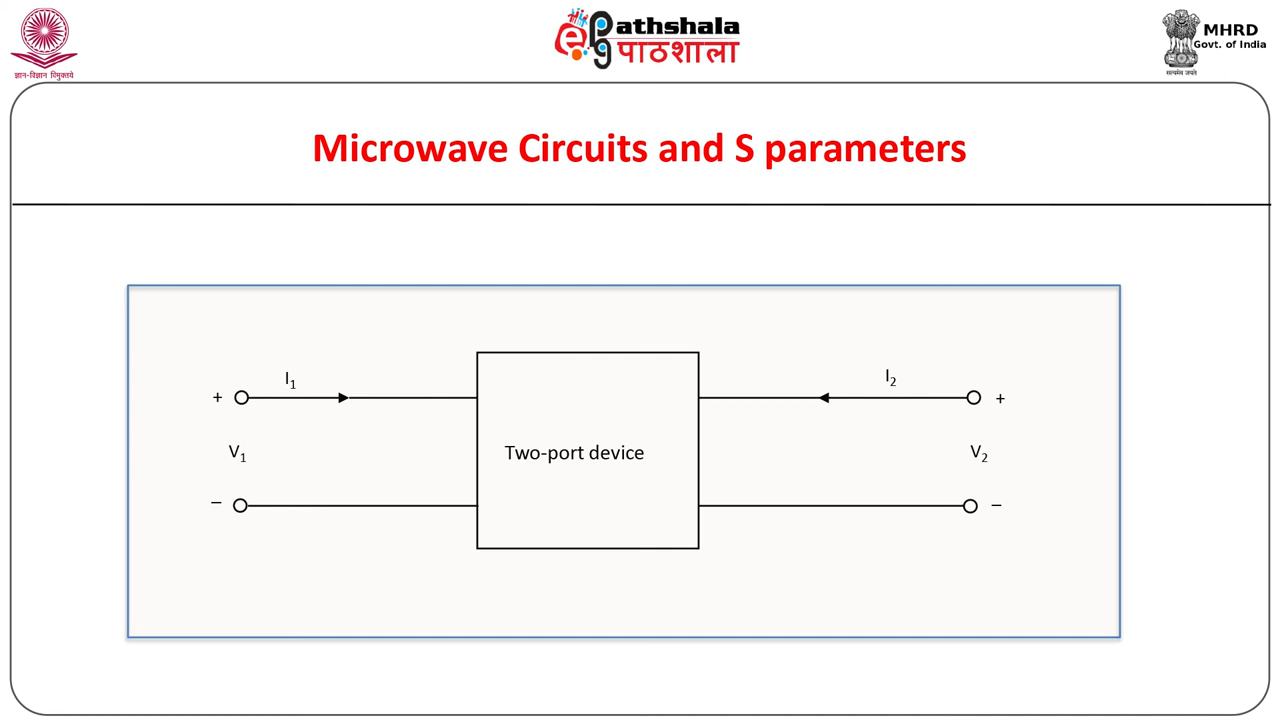 ज्ञान-विज्ञान विमुक्तये
ePathshala
पाठशाला
MHRD
Govt. of India
सत्यमेव जयते
Microwave Circuits and S parameters
I₁
I₂
+
+
V₁
Two-port device
V₂
–
–